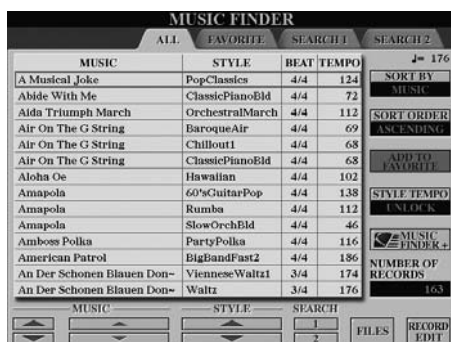 MUSIC FINDER
ALL FAVORITE SEARCH 1 SEARCH 2
♩= 176
MUSIC STYLE BEAT TEMPO
A Musical Joke PopClassics 4/4 124
Abide With Me ClassicPianoBld 4/4 72
Aida Triumph March OrchestralMarch 4/4 112
Air On The G String BaroqueAir 4/4 69
Air On The G String Chillout1 4/4 68
Air On The G String ClassicPianoBld 4/4 68
Aloha Oe Hawaiian 4/4 102
Amapola 60'sGuitarPop 4/4 138
Amapola Rumba 4/4 112
Amapola SlowOrchBld 4/4 46
Amboss Polka PartyPolka 4/4 116
American Patrol BigBandFast2 4/4 186
An Der Schonen Blauen Don~ VienneseWaltz1 3/4 174
An Der Schonen Blauen Don~ Waltz 3/4 176
SORT BY
MUSIC
SORT ORDER
ASCENDING
ADD TO
FAVORITE
STYLE TEMPO
UNLOCK
MUSIC
FINDER+
NUMBER OF
RECORDS
163
MUSIC STYLE SEARCH
1
2
FILES
RECORD
EDIT